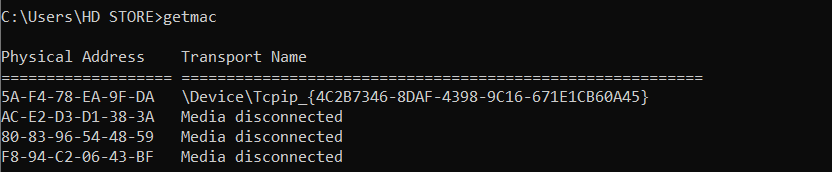 C:\Users\HD STORE>getmac
Physical Address    Transport Name
=================== ==========================================================
5A-F4-78-EA-9F-DA   \Device\Tcpip_{4C2B7346-8DAF-4398-9C16-671E1CB60A45}
AC-E2-D3-D1-38-3A   Media disconnected
80-83-96-54-48-59   Media disconnected
F8-94-C2-06-43-BF   Media disconnected